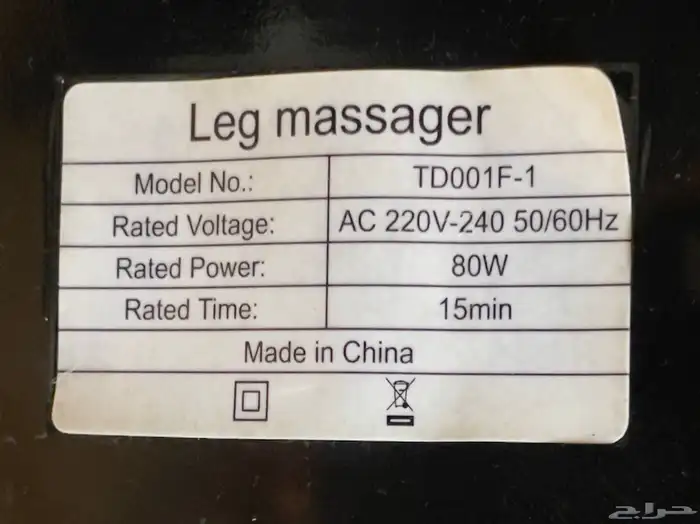 Leg massager
Model No.: TD001F-1
Rated Voltage: AC 220V-240 50/60Hz
Rated Power: 80W
Rated Time: 15min
Made in China
حراج